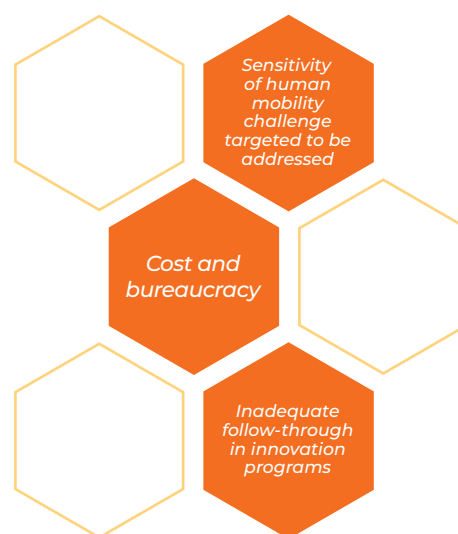 Sensitivity
of human
mobility
challenge
targeted to be
addressed
Cost and
bureaucracy
Inadequate
follow-through
in innovation
programs